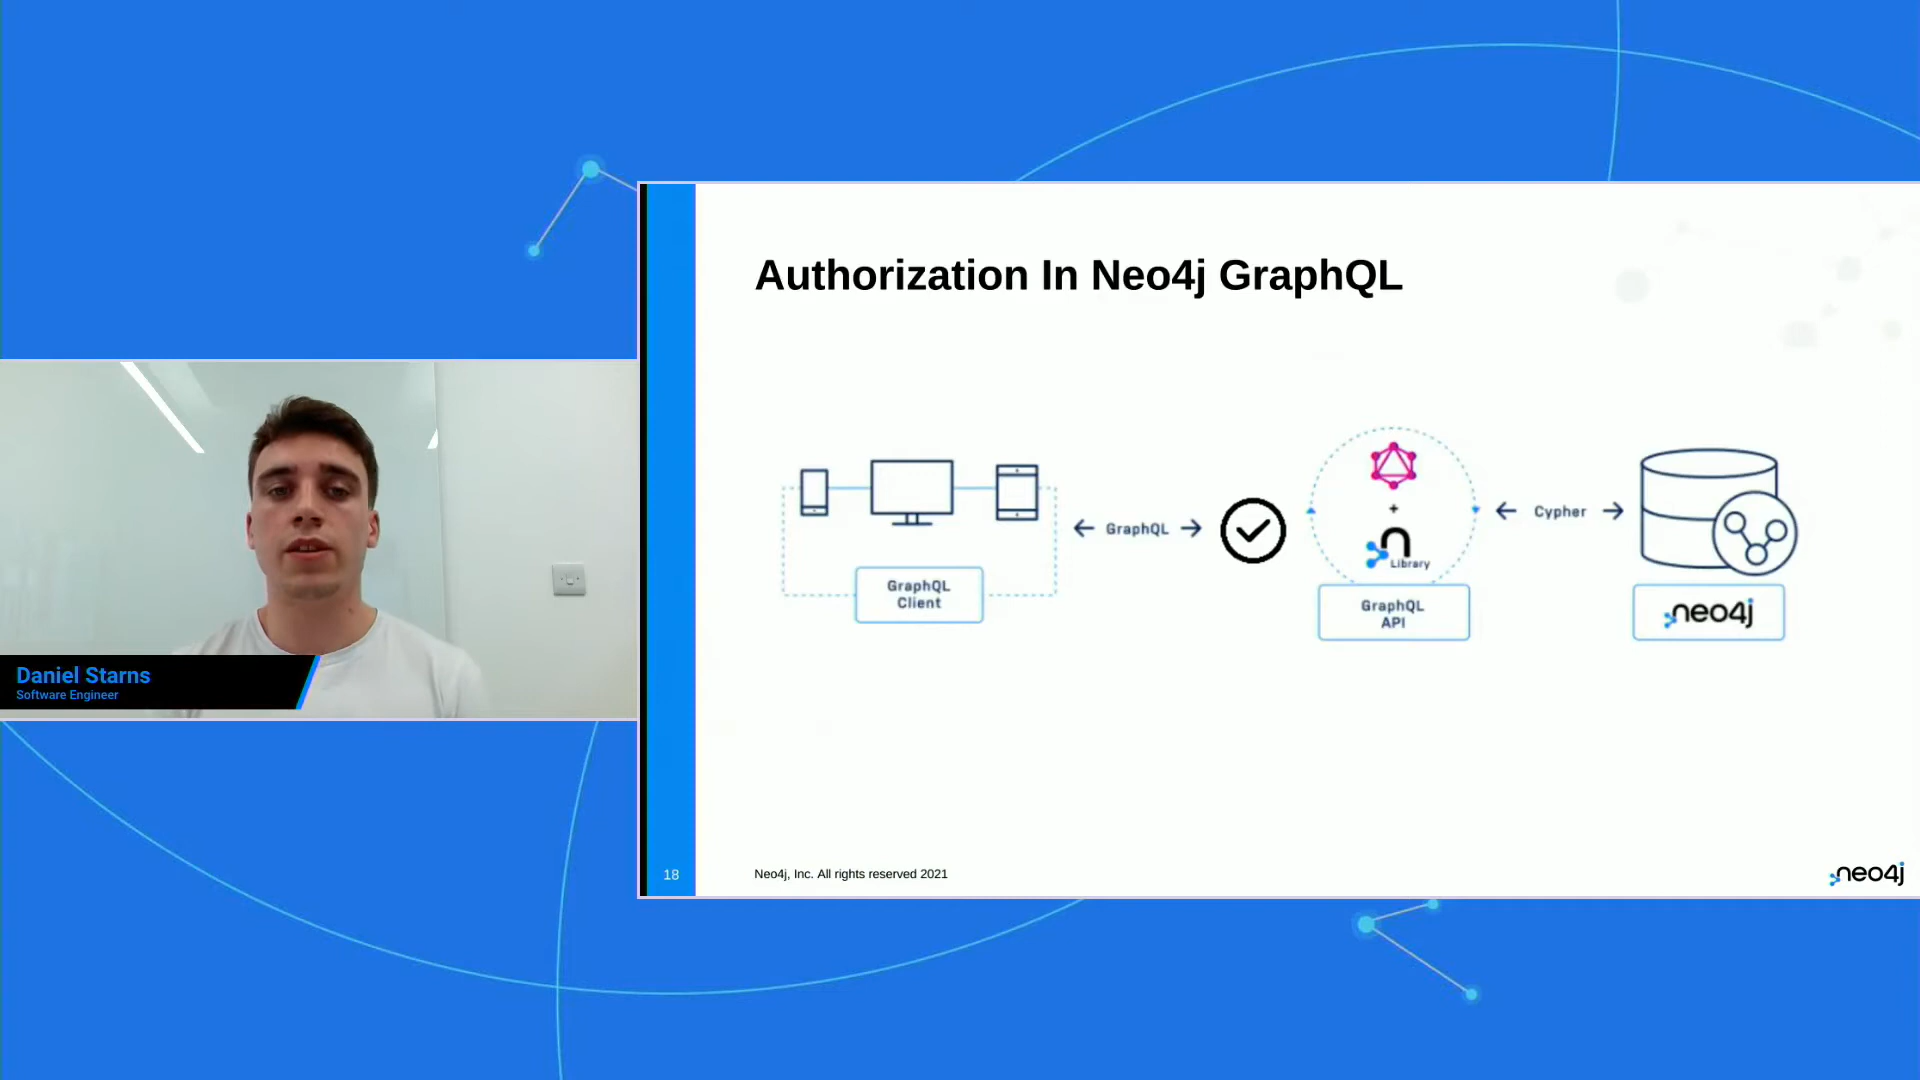 Authorization In Neo4j GraphQL
GraphQL
Client
GraphQL
+
Library
GraphQL
API
Cypher
neo4j
Daniel Starns
Software Engineer
18
Neo4j, Inc. All rights reserved 2021
neo4j